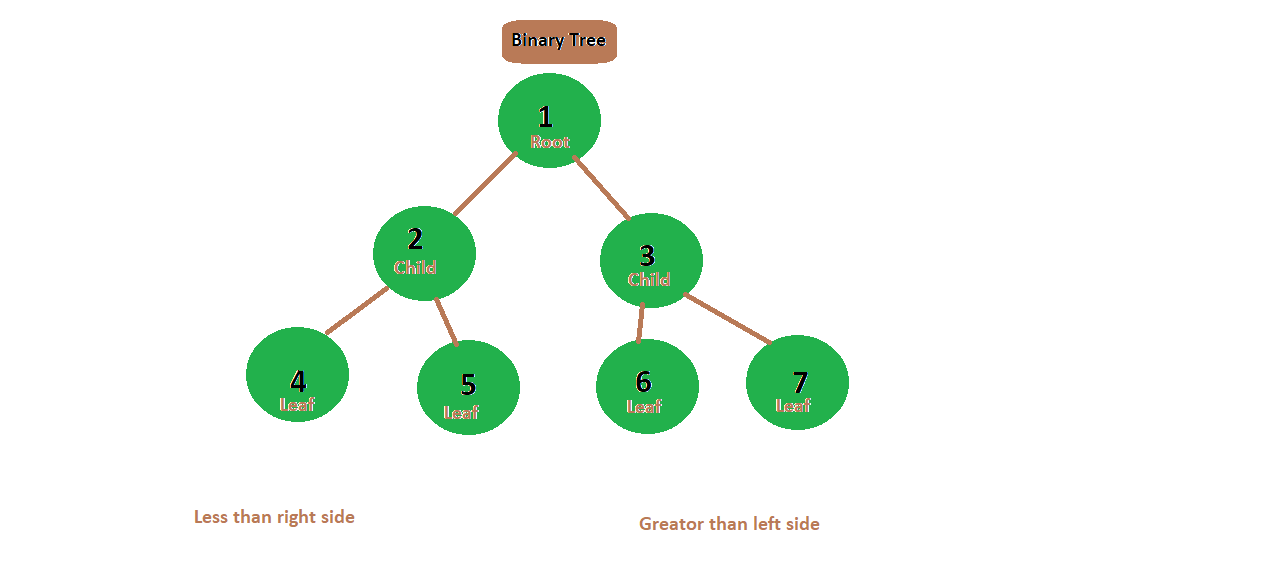 Binary Tree
1
Root
2
Child
3
Child
4
Leaf
5
Leaf
6
Leaf
7
Leaf
Less than right side
Greator than left side